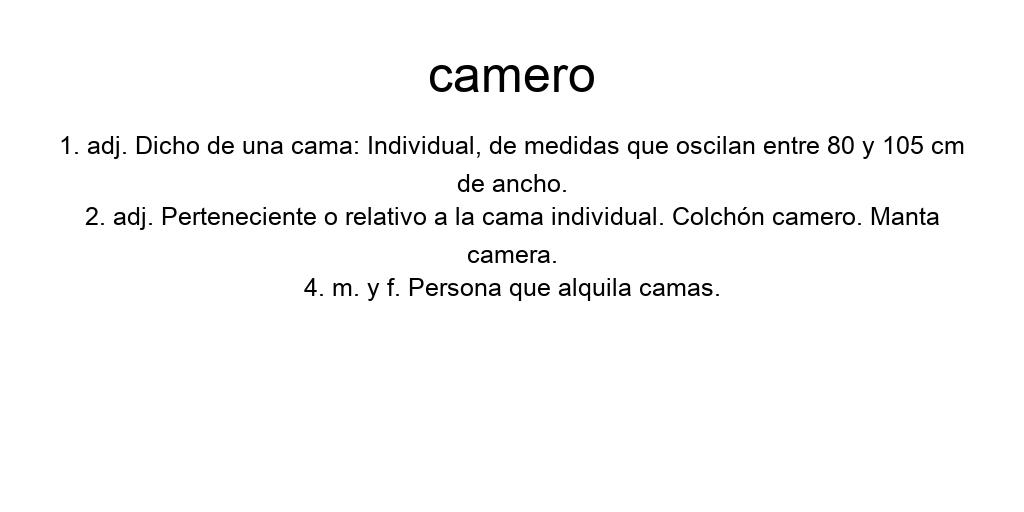 camero
1. adj. Dicho de una cama: Individual, de medidas que oscilan entre 80 y 105 cm
de ancho.
2. adj. Perteneciente o relativo a la cama individual. Colchón camero. Manta
camera.
4. m. y f. Persona que alquila camas.